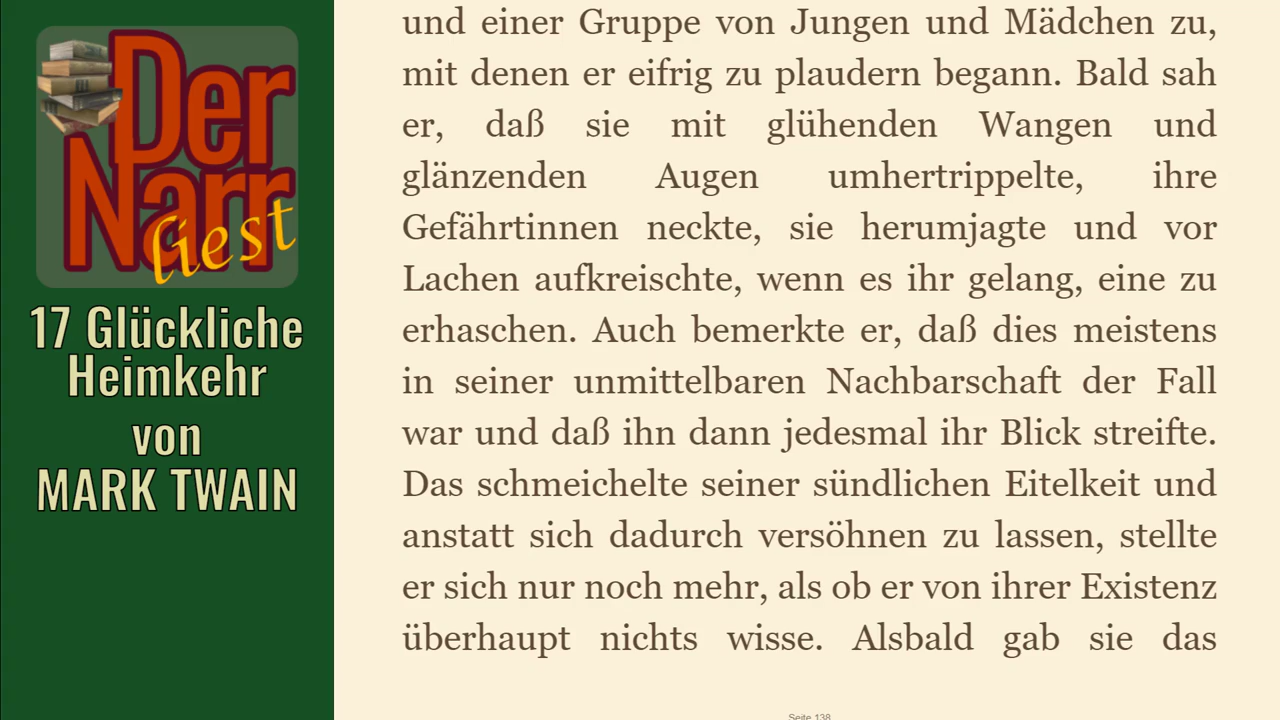 Der
Narr
liest
17 Glückliche
Heimkehr
von
MARK TWAIN
und einer Gruppe von Jungen und Mädchen zu,
mit denen er eifrig zu plaudern begann. Bald sah
er, daß sie mit glühenden Wangen und
glänzenden Augen umhertrippelte, ihre
Gefährtinnen neckte, sie herumjagte und vor
Lachen aufkreischte, wenn es ihr gelang, eine zu
erhaschen. Auch bemerkte er, daß dies meistens
in seiner unmittelbaren Nachbarschaft der Fall
war und daß ihn dann jedesmal ihr Blick streifte.
Das schmeichelte seiner sündlichen Eitelkeit und
anstatt sich dadurch versöhnen zu lassen, stellte
er sich nur noch mehr, als ob er von ihrer Existenz
überhaupt nichts wisse. Alsbald gab sie das
Seite 138